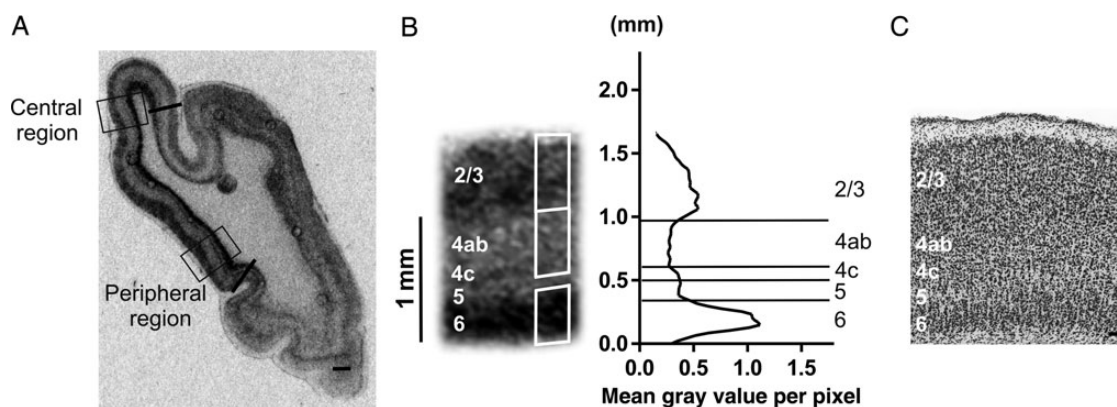 A
Central
region
Peripheral
region
B
1 mm
2/3
4ab
4c
5
6
(mm)
2.0
1.5
1.0
0.5
0.0
0.0 0.5 1.0 1.5
Mean gray value per pixel
2/3
4ab
4c
5
6
C
2/3
4ab
4c
5
6